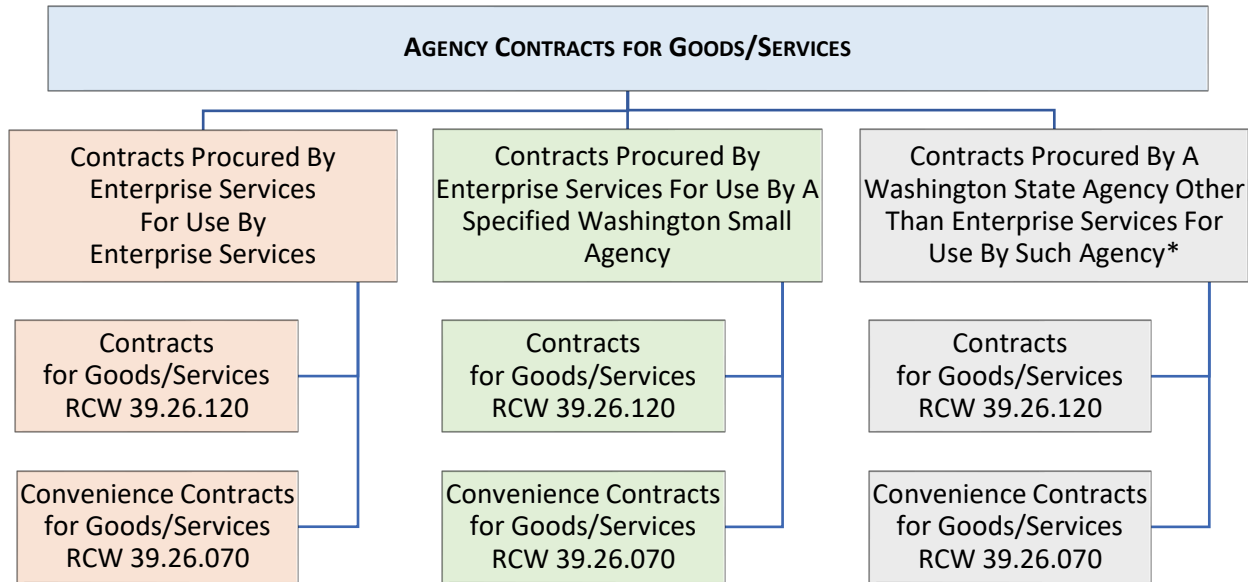 AGENCY CONTRACTS FOR GOODS/SERVICES
Contracts Procured By
Enterprise Services
For Use By
Enterprise Services
Contracts Procured By
Enterprise Services For Use By A
Specified Washington Small
Agency
Contracts Procured By A
Washington State Agency Other
Than Enterprise Services For
Use By Such Agency*
Contracts
for Goods/Services
RCW 39.26.120
Contracts
for Goods/Services
RCW 39.26.120
Contracts
for Goods/Services
RCW 39.26.120
Convenience Contracts
for Goods/Services
RCW 39.26.070
Convenience Contracts
for Goods/Services
RCW 39.26.070
Convenience Contracts
for Goods/Services
RCW 39.26.070